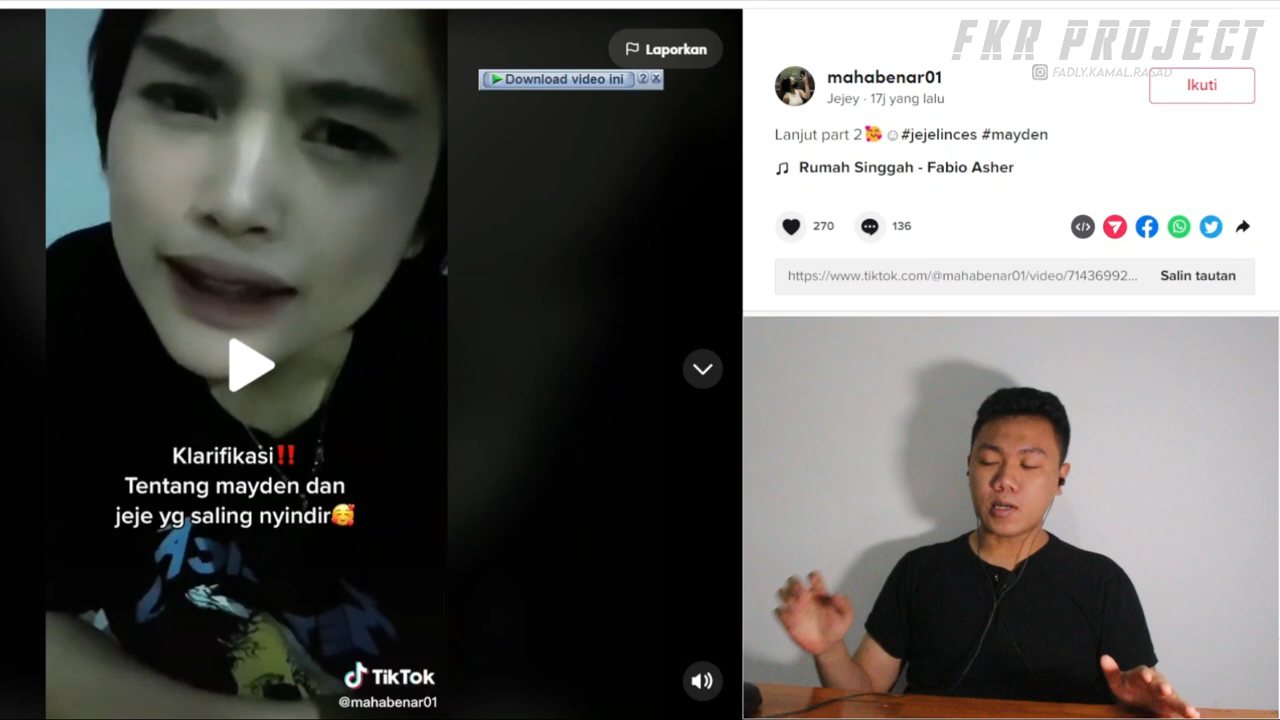 Laporkan
Download video ini
Klarifikasi‼️
Tentang mayden dan
jeje yg saling nyindir🥰
TikTok
@mahabenar01
FKR PROJECT
FADLY.KAMAL.RASAD
mahabenar01
Jejey · 17j yang lalu
Ikuti
Lanjut part 2🥰☺#jejelinces #mayden
Rumah Singgah - Fabio Asher
270
136
https://www.tiktok.com/@mahabenar01/video/71436992...
Salin tautan